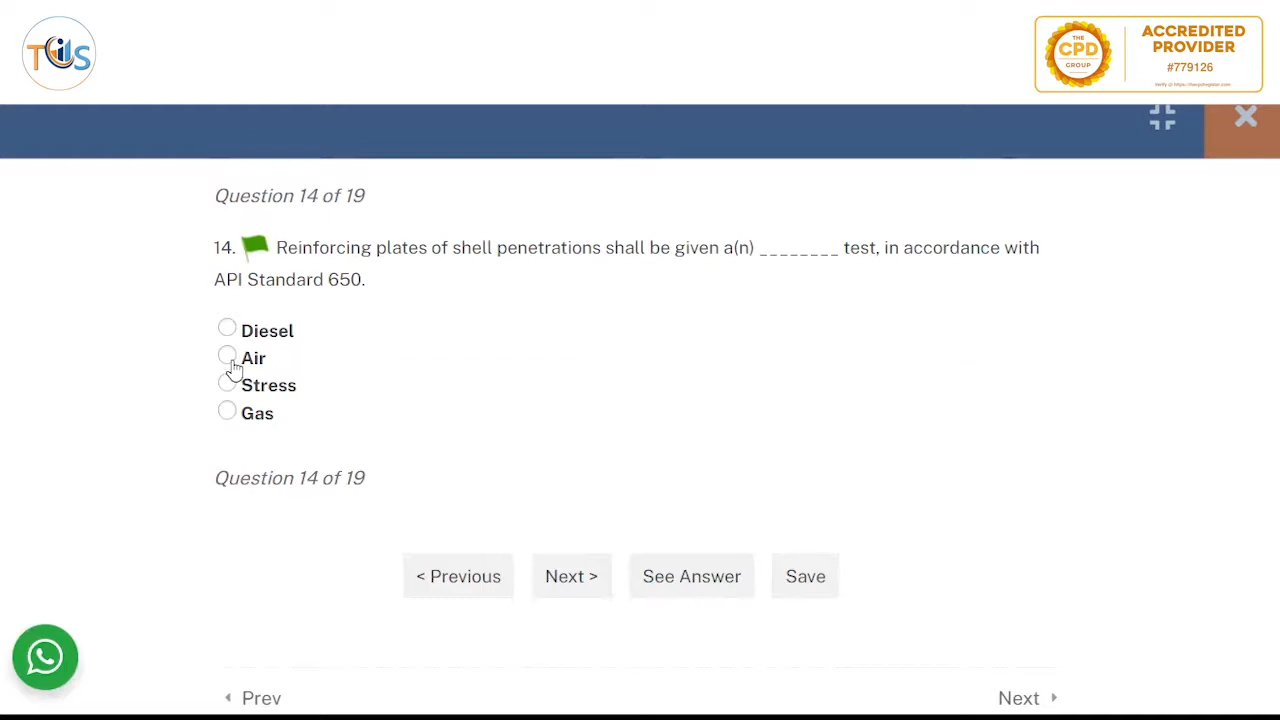 TCILS
THE
CPD
GROUP
ACCREDITED
PROVIDER
#779126
Question 14 of 19
14. Reinforcing plates of shell penetrations shall be given a(n) ________ test, in accordance with
API Standard 650.
Diesel
Air
Stress
Gas
Question 14 of 19
< Previous
Next >
See Answer
Save
Prev
Next